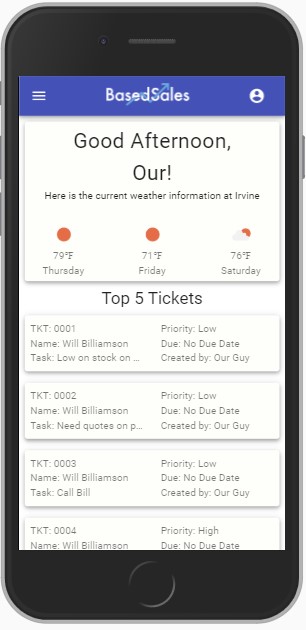 BasedSales
Good Afternoon,
Our!
Here is the current weather information at Irvine
79°F 71°F 76°F
Thursday Friday Saturday
Top 5 Tickets
TKT: 0001 Priority: Low
Name: Will Billiamson Due: No Due Date
Task: Low on stock on ... Created by: Our Guy
TKT: 0002 Priority: Low
Name: Will Billiamson Due: No Due Date
Task: Need quotes on p... Created by: Our Guy
TKT: 0003 Priority: Low
Name: Will Billiamson Due: No Due Date
Task: Call Bill Created by: Our Guy
TKT: 0004 Priority: High
Name: Will Billiamson Due: No Due Date